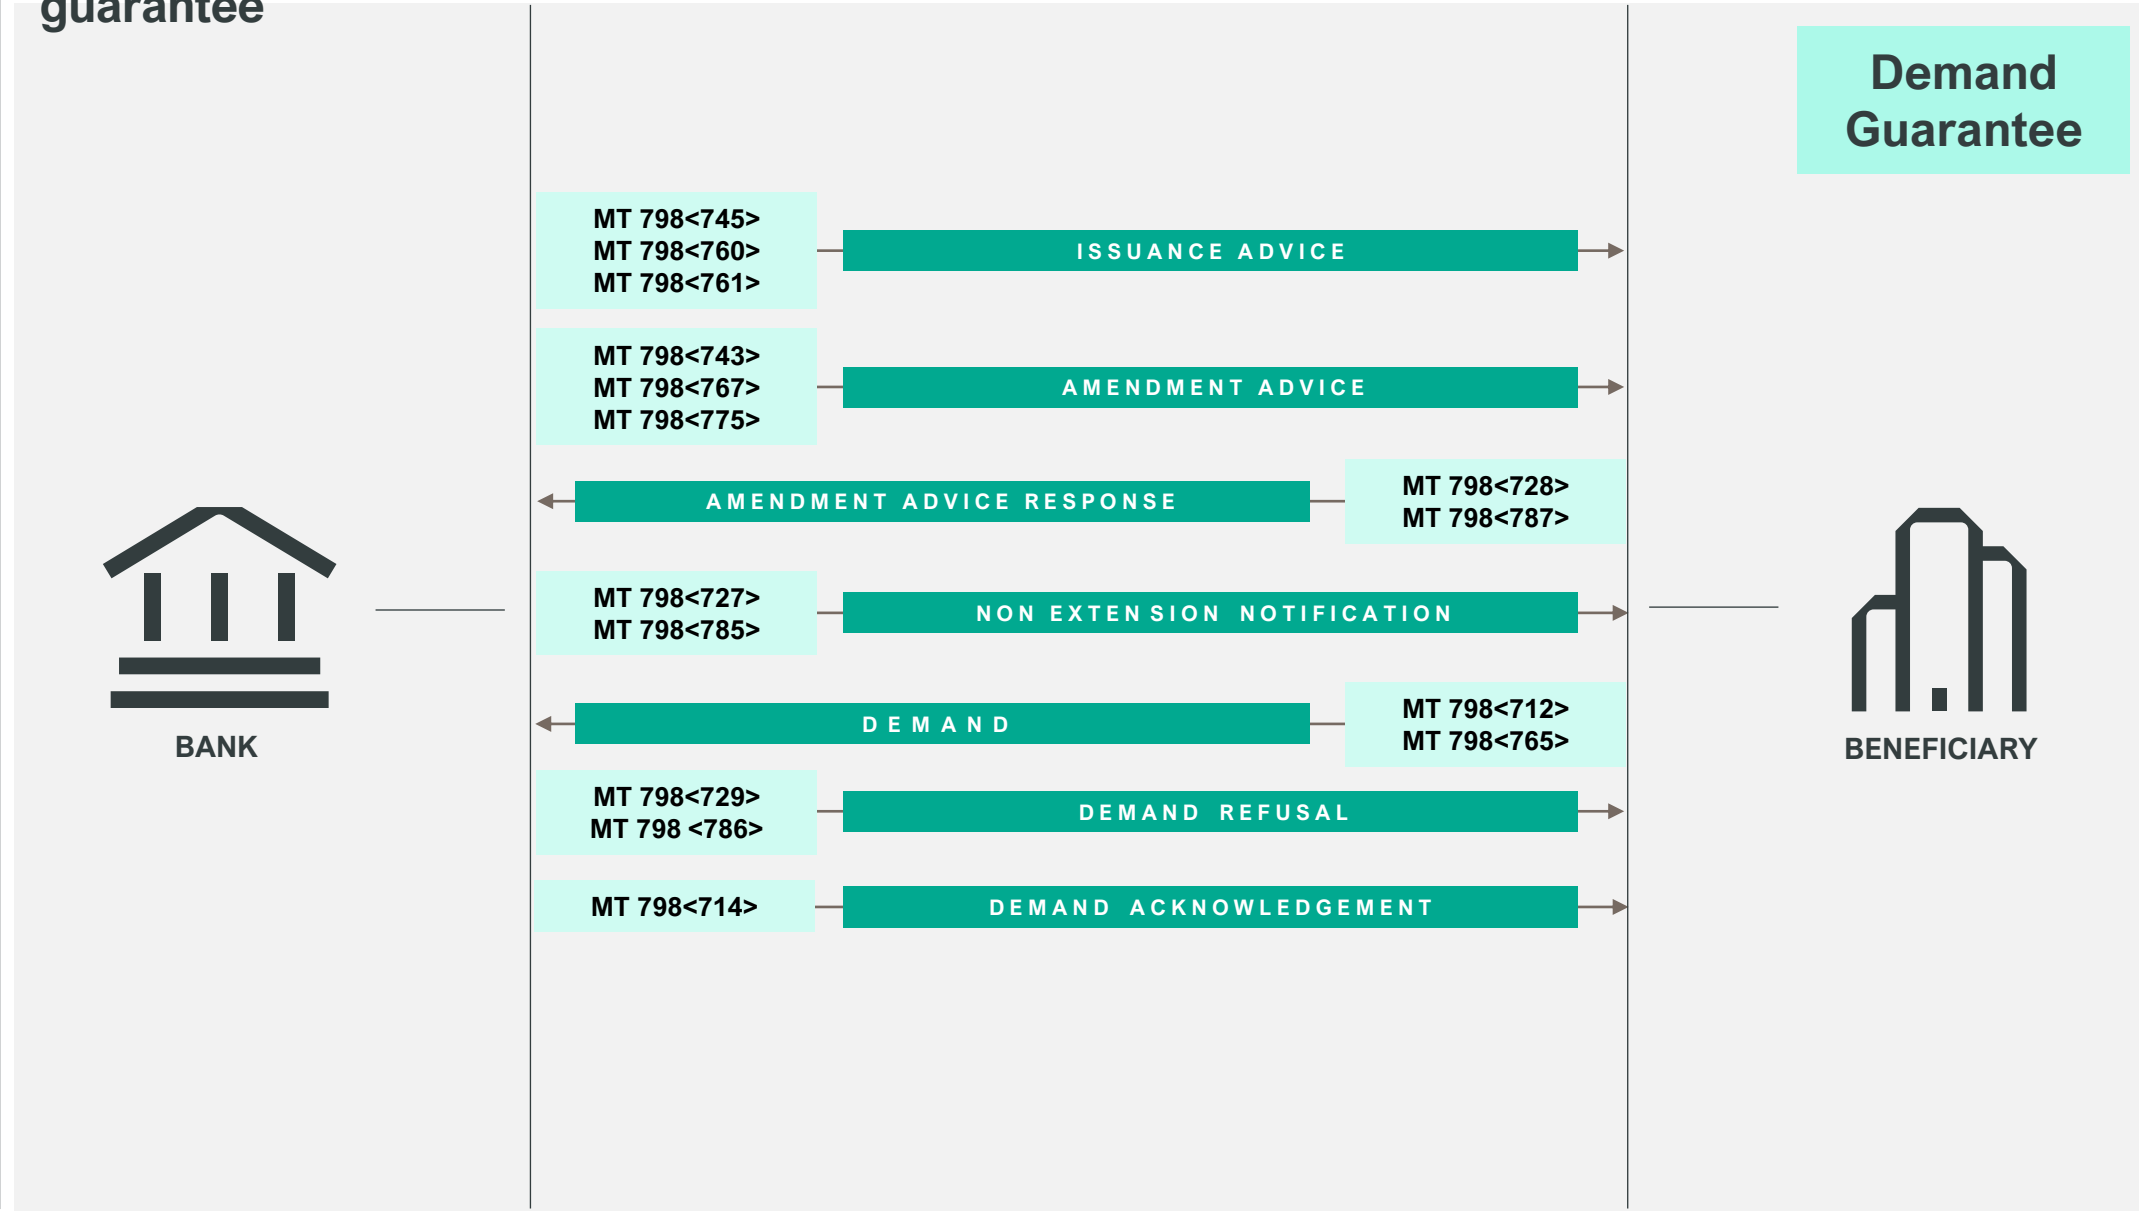 guarantee
Demand
Guarantee
MT 798<745>
MT 798<760>
MT 798<761>
ISSUANCE ADVICE
MT 798<743>
MT 798<767>
MT 798<775>
AMENDMENT ADVICE
AMENDMENT ADVICE RESPONSE
MT 798<728>
MT 798<787>
MT 798<727>
MT 798<785>
NON EXTENSION NOTIFICATION
DEMAND
MT 798<712>
MT 798<765>
BANK
BENEFICIARY
MT 798<729>
MT 798 <786>
DEMAND REFUSAL
MT 798<714>
DEMAND ACKNOWLEDGEMENT